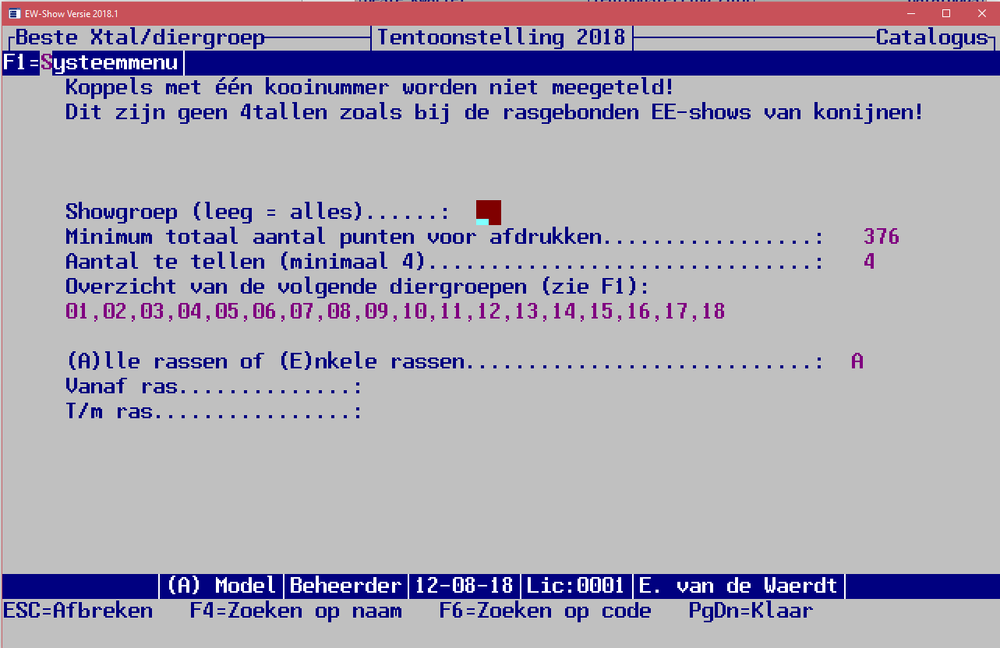 EW-Show Versie 2018.1
Beste Xtal/diergroep Tentoonstelling 2018 Catalogus
F1=Systeemmenu
Koppels met één kooinummer worden niet meegeteld!
Dit zijn geen 4tallen zoals bij de rasgebonden EE-shows van konijnen!
Showgroep (leeg = alles)......:
Minimum totaal aantal punten voor afdrukken.................: 376
Aantal te tellen (minimaal 4)...............................: 4
Overzicht van de volgende diergroepen (zie F1):
01,02,03,04,05,06,07,08,09,10,11,12,13,14,15,16,17,18
(A)lle rassen of (E)nkele rassen............................: A
Vanaf ras..............:
T/m ras................:
(A) Model Beheerder 12-08-18 Lic:0001 E. van de Waerdt
ESC=Afbreken F4=Zoeken op naam F6=Zoeken op code PgDn=Klaar